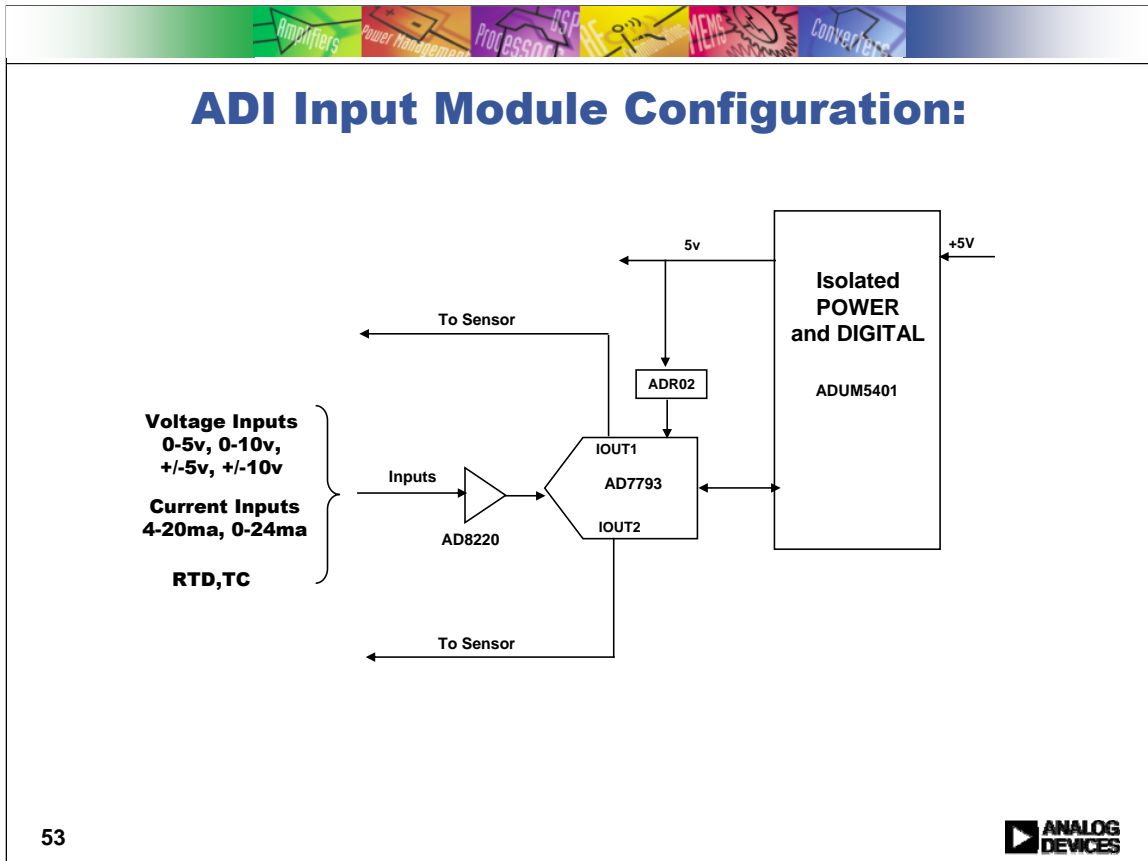 Amplifiers
Power Management
Processors
DSP
RF
MEMS
Converters
ADI Input Module Configuration:
5v
+5V
Isolated
POWER
and DIGITAL
ADUM5401
To Sensor
ADR02
Voltage Inputs
0-5v, 0-10v,
+/-5v, +/-10v
Current Inputs
4-20ma, 0-24ma
RTD,TC
Inputs
AD8220
IOUT1
AD7793
IOUT2
To Sensor
53
ANALOG
DEVICES